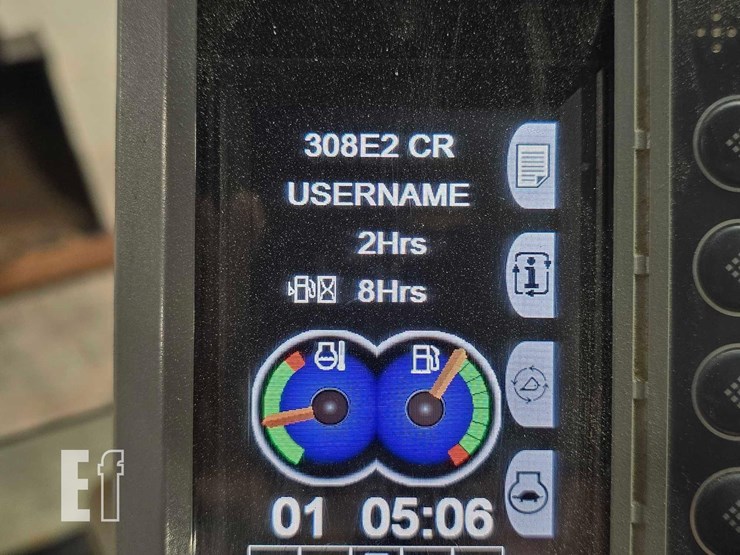 308E2 CR
USERNAME
2Hrs
8Hrs
01 05:06
Ef